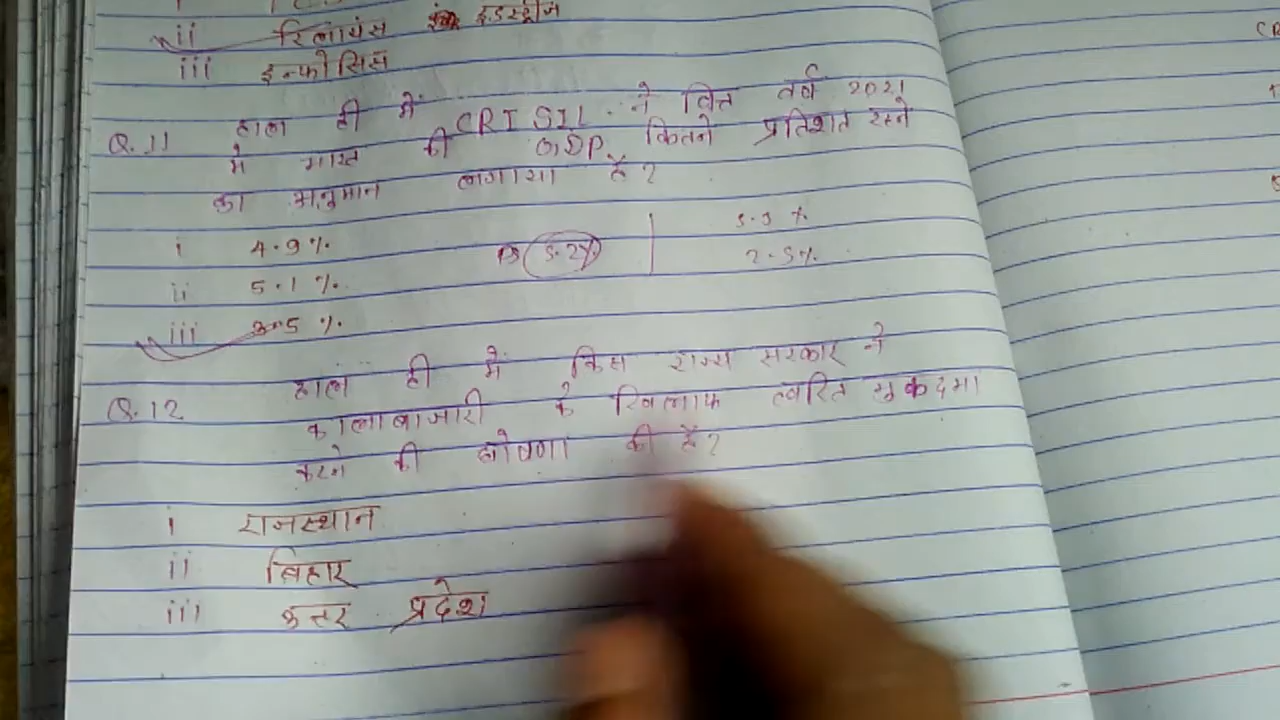 ii रिलायंस इंडस्ट्रीज
iii इन्फोसिस
Q.11 हाल ही में CRISIL ने वित्त वर्ष 2021
में भारत की GDP कितने प्रतिशत रहने
का अनुमान लगाया है?
i 4.9%
5.2%
ii 5.1%
iii 3.5%
Q.12 हाल ही में किस राज्य सरकार ने
कालाबाजारी के खिलाफ त्वरित मुकदमा
करने की घोषणा की है?
i राजस्थान
ii बिहार
iii उत्तर प्रदेश